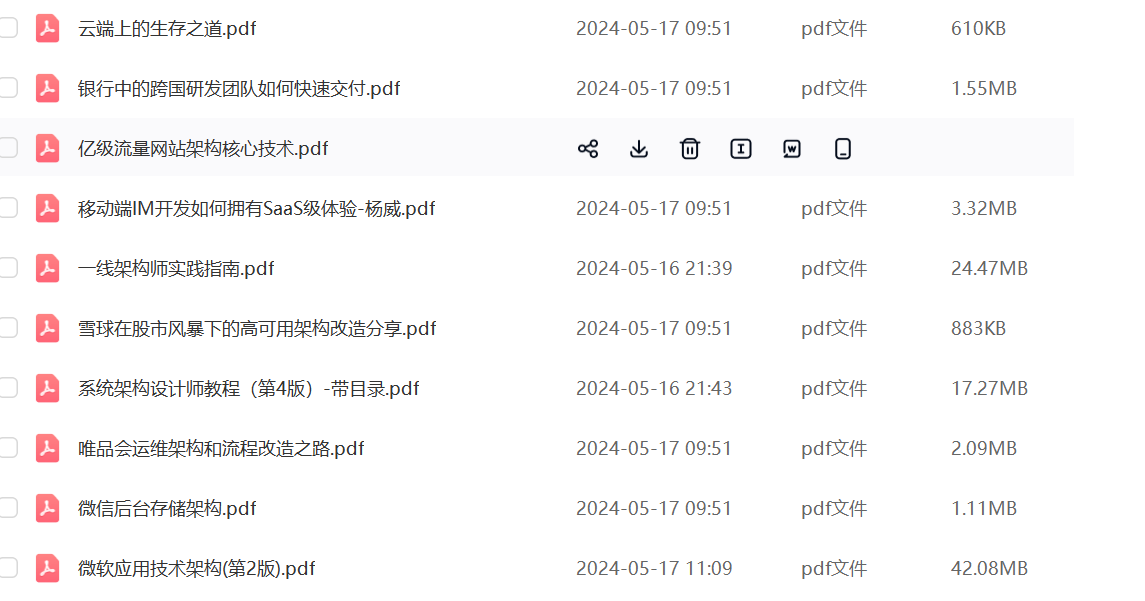 云端上的生存之道.pdf 2024-05-17 09:51 pdf文件 610KB
银行中的跨国研发团队如何快速交付.pdf 2024-05-17 09:51 pdf文件 1.55MB
亿级流量网站架构核心技术.pdf
移动端IM开发如何拥有SaaS级体验-杨威.pdf 2024-05-17 09:51 pdf文件 3.32MB
一线架构师实践指南.pdf 2024-05-16 21:39 pdf文件 24.47MB
雪球在股市风暴下的高可用架构改造分享.pdf 2024-05-17 09:51 pdf文件 883KB
系统架构设计师教程（第4版）-带目录.pdf 2024-05-16 21:43 pdf文件 17.27MB
唯品会运维架构和流程改造之路.pdf 2024-05-17 09:51 pdf文件 2.09MB
微信后台存储架构.pdf 2024-05-17 09:51 pdf文件 1.11MB
微软应用技术架构(第2版).pdf 2024-05-17 11:09 pdf文件 42.08MB